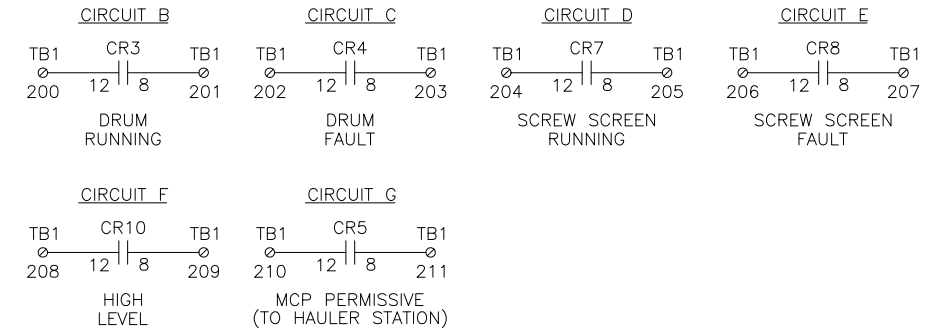 CIRCUIT B
CIRCUIT C
CIRCUIT D
CIRCUIT E
TB1 CR3 TB1
TB1 CR4 TB1
TB1 CR7 TB1
TB1 CR8 TB1
200 12 8 201
202 12 8 203
204 12 8 205
206 12 8 207
DRUM
RUNNING
DRUM
FAULT
SCREW SCREEN
RUNNING
SCREW SCREEN
FAULT
CIRCUIT F
CIRCUIT G
TB1 CR10 TB1
TB1 CR5 TB1
208 12 8 209
210 12 8 211
HIGH
LEVEL
MCP PERMISSIVE
(TO HAULER STATION)